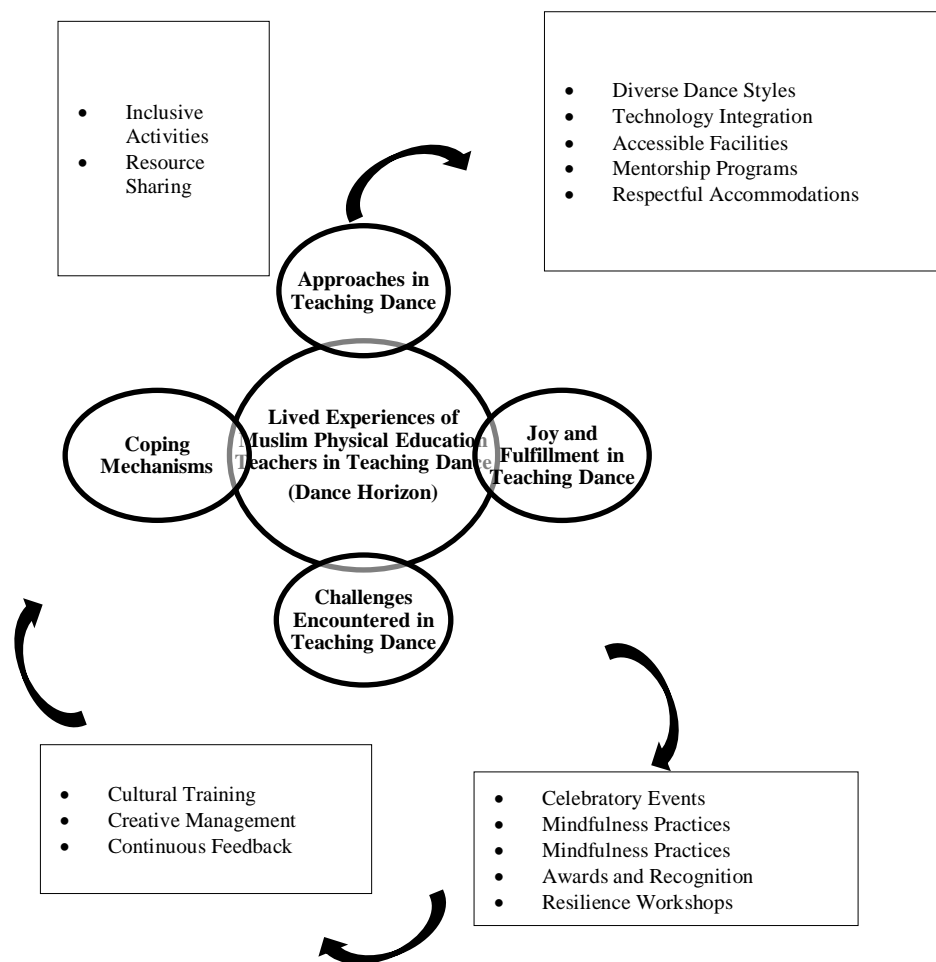 • Inclusive
Activities
• Resource
Sharing
• Diverse Dance Styles
• Technology Integration
• Accessible Facilities
• Mentorship Programs
• Respectful Accommodations
Approaches in
Teaching Dance
Coping
Mechanisms
Lived Experiences of
Muslim Physical Education
Teachers in Teaching Dance
(Dance Horizon)
Joy and
Fulfillment in
Teaching Dance
Challenges
Encountered in
Teaching Dance
• Cultural Training
• Creative Management
• Continuous Feedback
• Celebratory Events
• Mindfulness Practices
• Mindfulness Practices
• Awards and Recognition
• Resilience Workshops